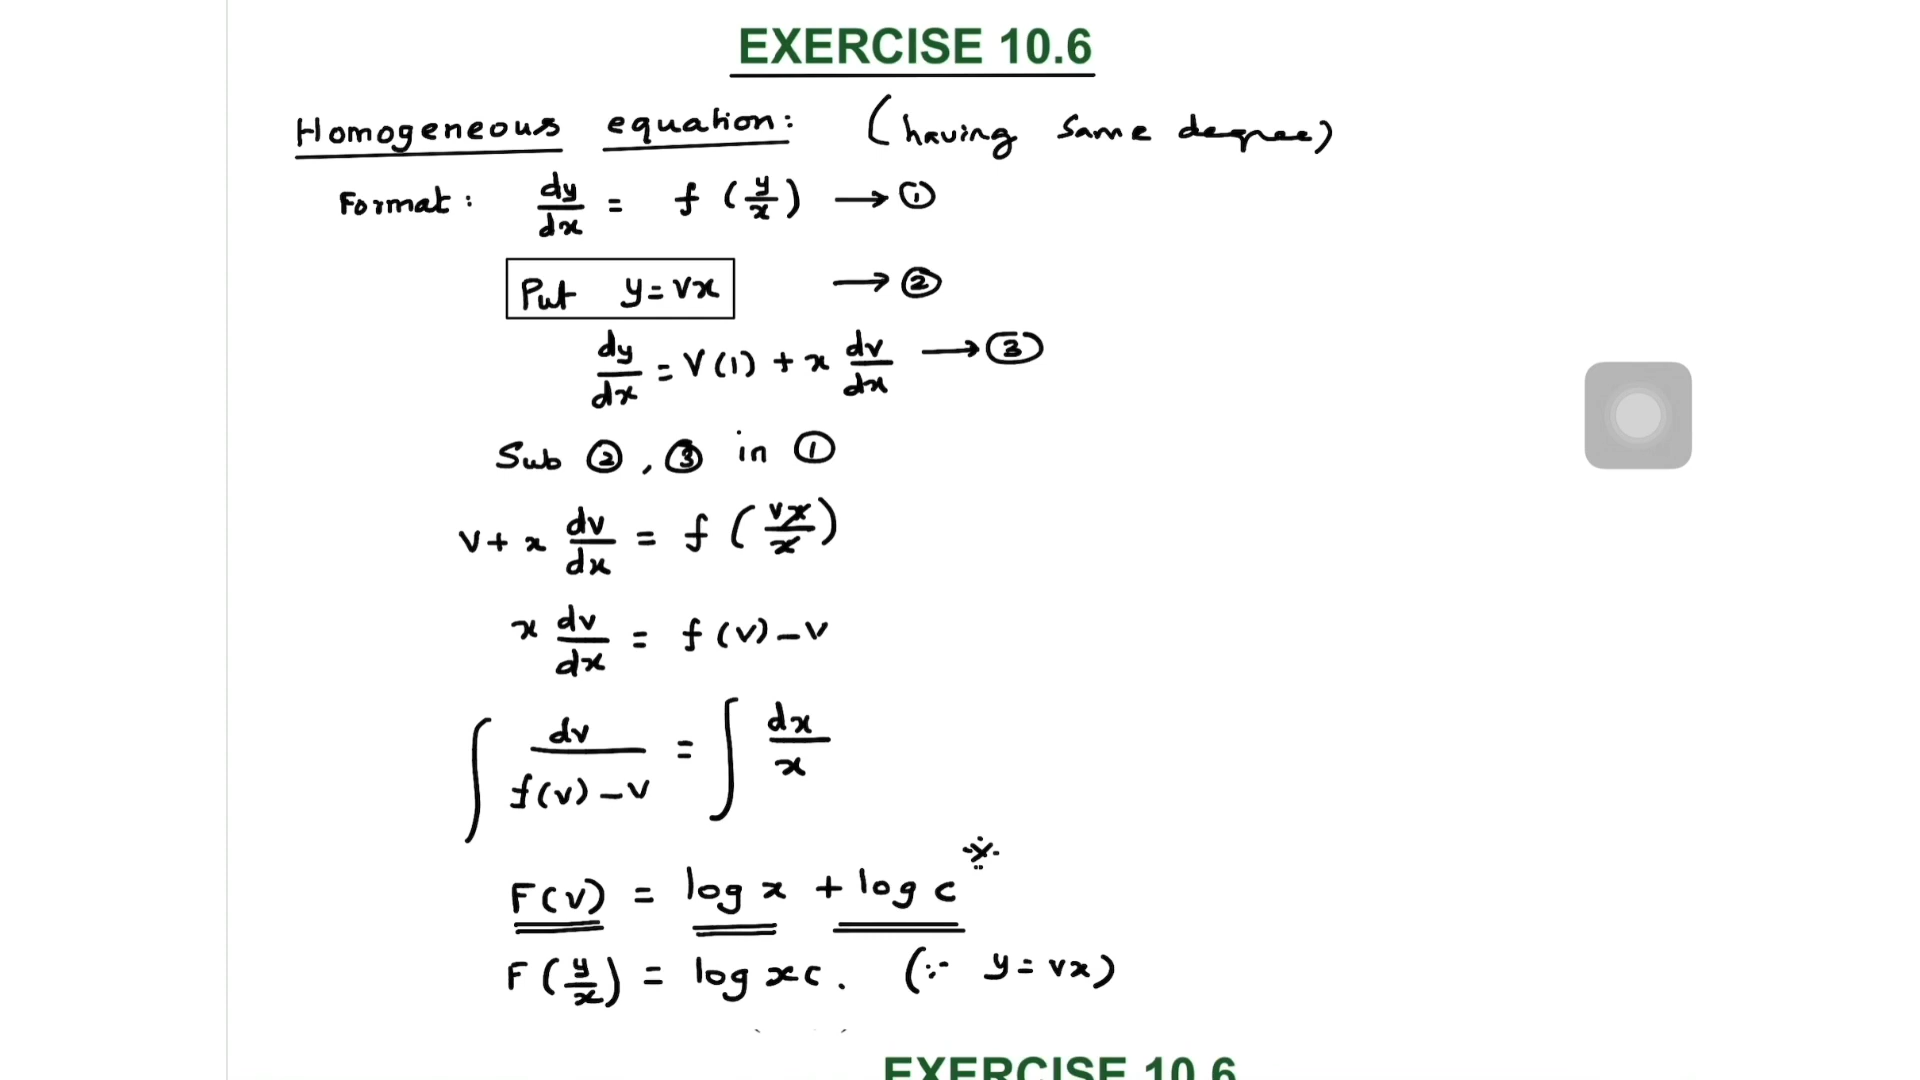 EXERCISE 10.6
Homogeneous equation: (having same degree)
Format: dy/dx = f (y/x) → ①
Put y = vx → ②
dy/dx = v(1) + x dv/dx → ③
Sub ②, ③ in ①
v + x dv/dx = f (vx/x)
x dv/dx = f(v) – v
∫ dv/(f(v) – v) = ∫ dx/x
F(v) = log x + log c
F(y/x) = log xc. (∵ y = vx)
EXERCISE 10.6